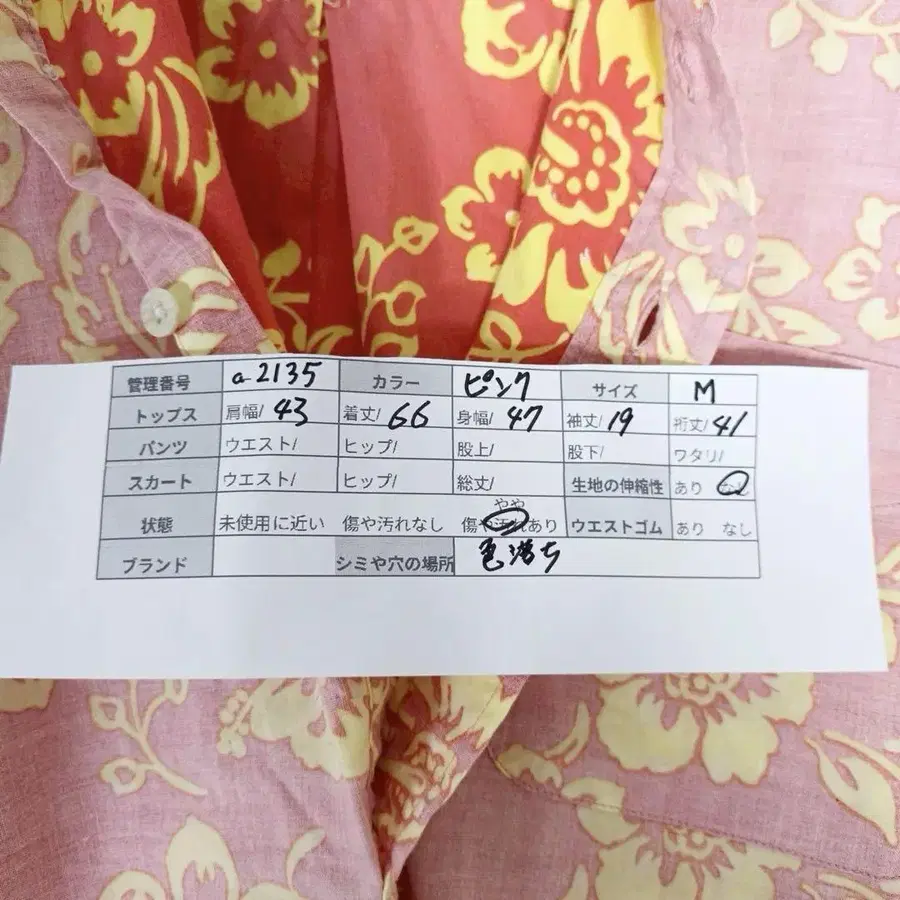 管理番号 a-2135 カラー ピンク サイズ M
トップス 肩幅/ 43 着丈/ 66 身幅/ 47 袖丈/ 19 裄丈/ 41
パンツ ウエスト/ ヒップ/ 股上/ 股下/ ワタリ/
スカート ウエスト/ ヒップ/ 総丈/ 生地の伸縮性 あり なし
やや
状態 未使用に近い 傷や汚れなし 傷や汚れあり ウエストゴム あり なし
ブランド シミや穴の場所 色落ち